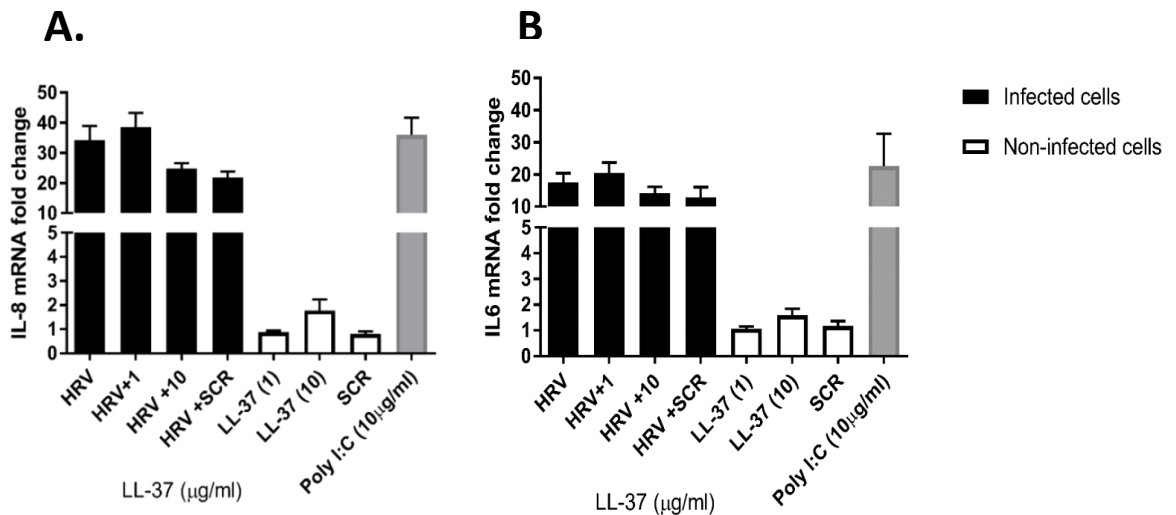 A.
IL-8 mRNA fold change
50
40
30
20
10
5
4
3
2
1
0
HRV
HRV+1
HRV +10
HRV +SCR
LL-37 (1)
LL-37 (10)
SCR
Poly I:C (10μg/ml)
LL-37 (μg/ml)
B
IL6 mRNA fold change
50
40
30
20
10
5
4
3
2
1
0
HRV
HRV+1
HRV +10
HRV +SCR
LL-37 (1)
LL-37 (10)
SCR
Poly I:C (10μg/ml)
LL-37 (μg/ml)
Infected cells
Non-infected cells